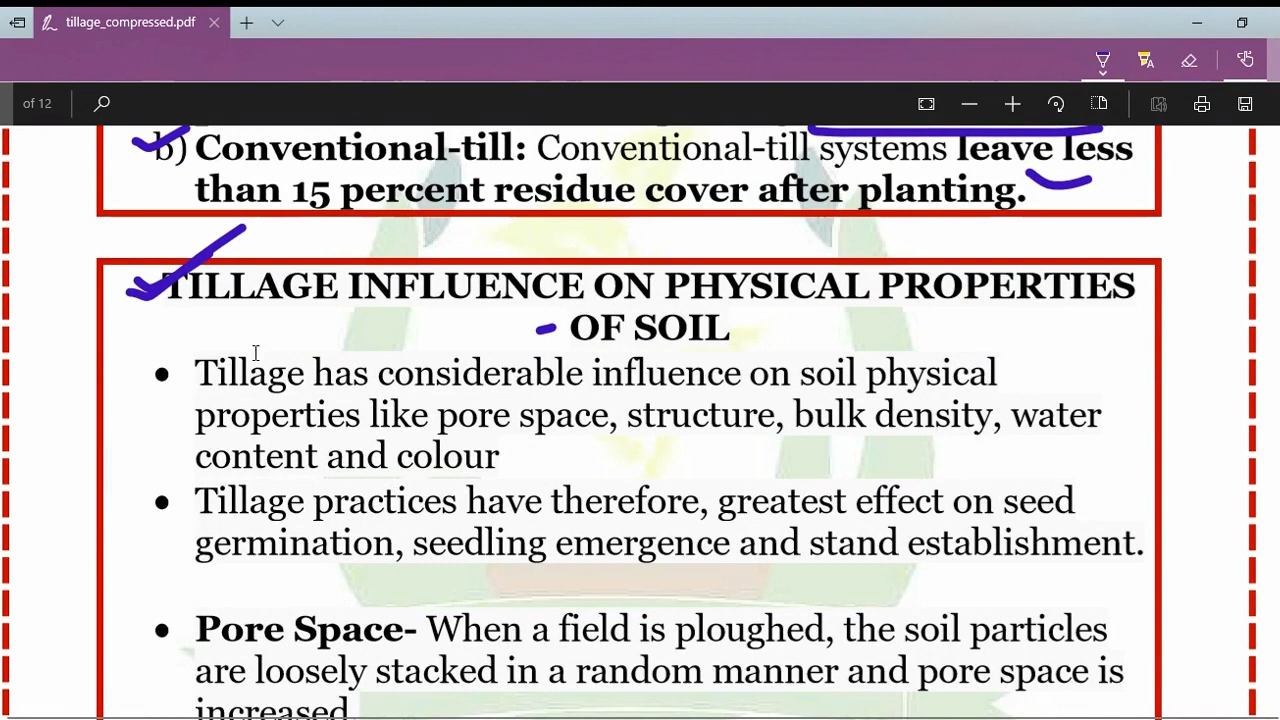 tillage_compressed.pdf
of 12
b) Conventional-till: Conventional-till systems leave less
than 15 percent residue cover after planting.
TILLAGE INFLUENCE ON PHYSICAL PROPERTIES
OF SOIL
• Tillage has considerable influence on soil physical
properties like pore space, structure, bulk density, water
content and colour
• Tillage practices have therefore, greatest effect on seed
germination, seedling emergence and stand establishment.
• Pore Space- When a field is ploughed, the soil particles
are loosely stacked in a random manner and pore space is
increased